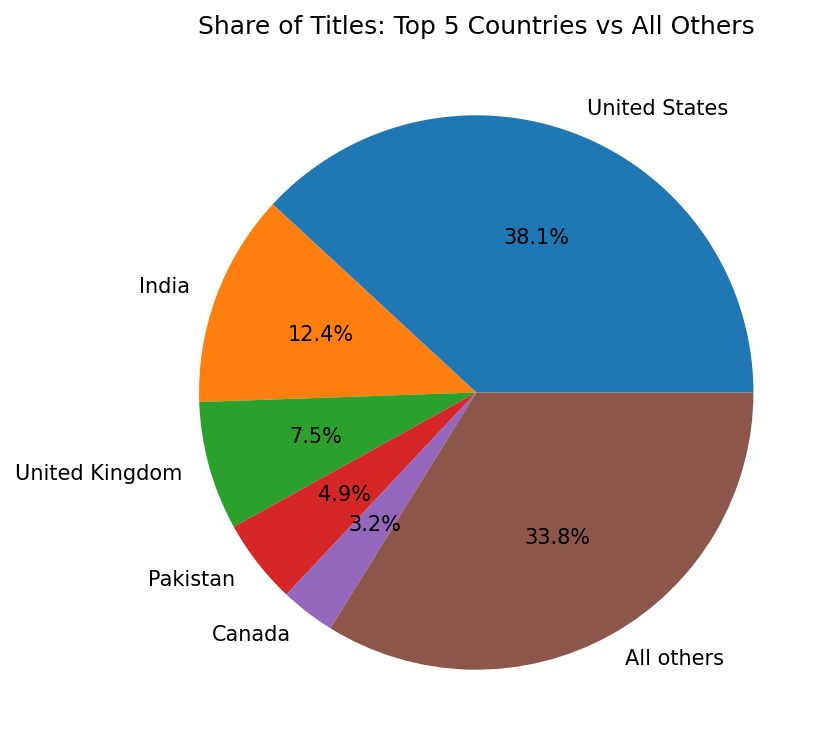 Share of Titles: Top 5 Countries vs All Others
United States
38.1%
India
12.4%
7.5%
United Kingdom
4.9%
3.2%
33.8%
Pakistan
Canada
All others